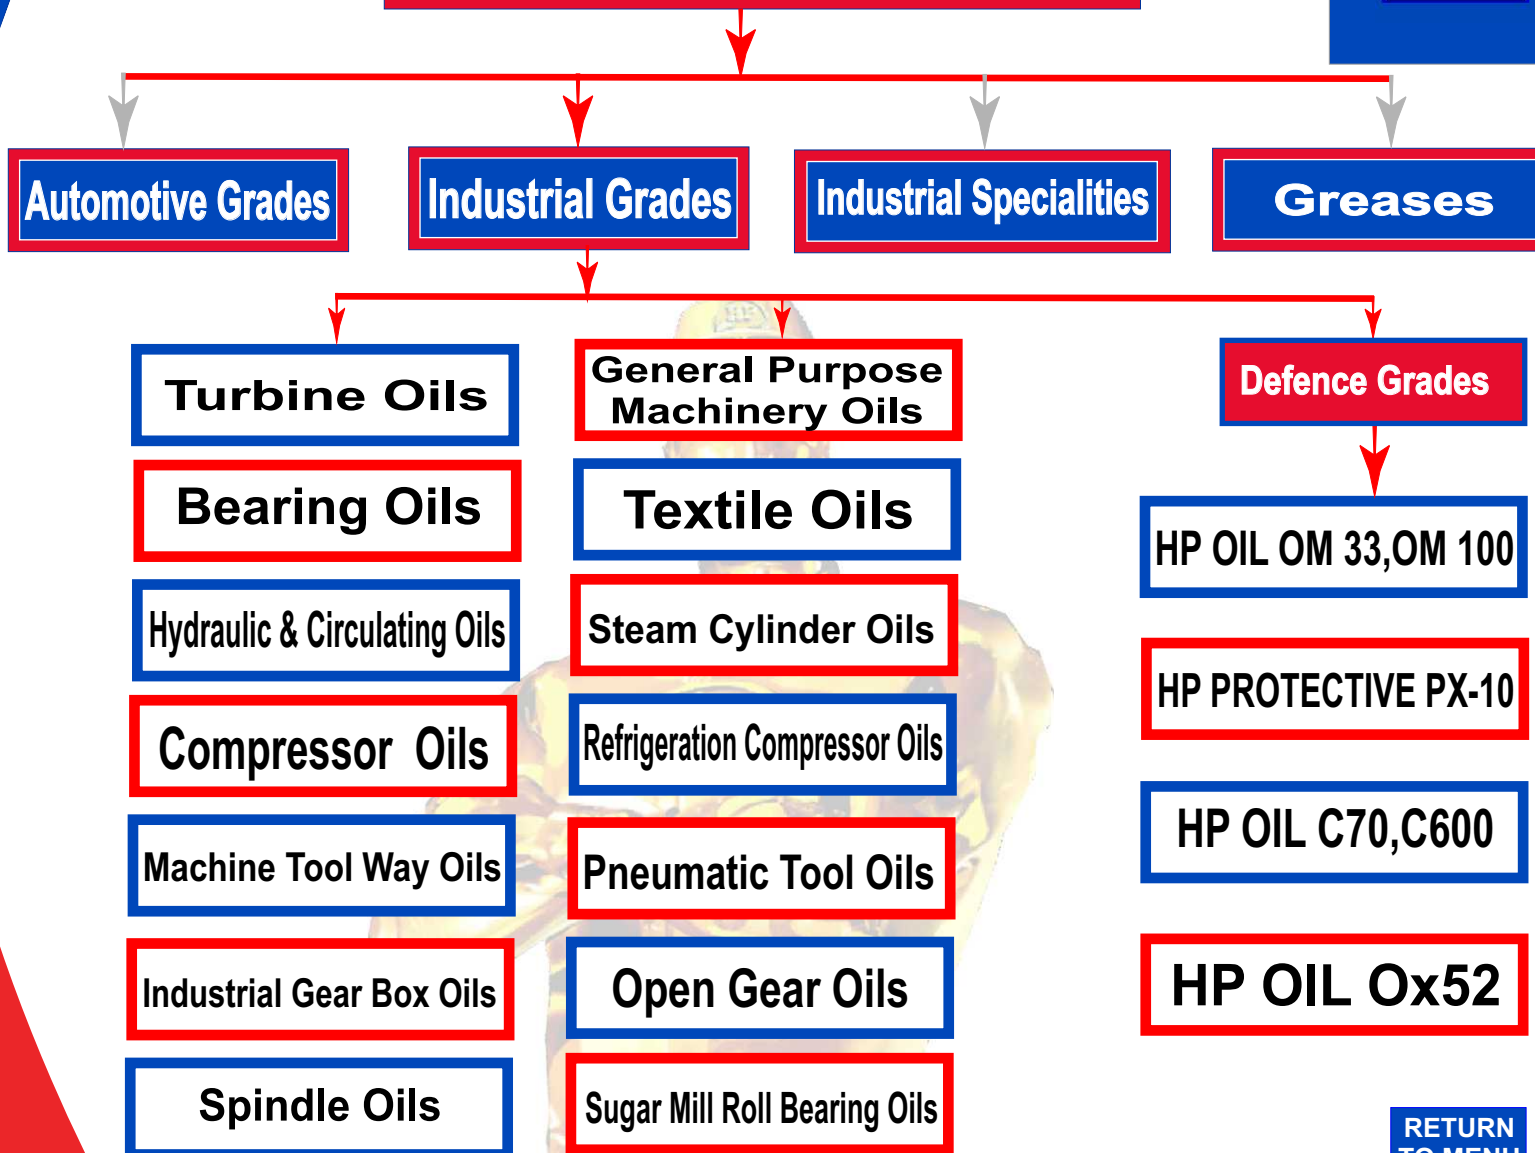 Automotive Grades
Industrial Grades
Industrial Specialities
Greases
Turbine Oils
General Purpose
Machinery Oils
Defence Grades
Bearing Oils
Textile Oils
HP OIL OM 33,OM 100
Hydraulic & Circulating Oils
Steam Cylinder Oils
HP PROTECTIVE PX-10
Compressor Oils
Refrigeration Compressor Oils
HP OIL C70,C600
Machine Tool Way Oils
Pneumatic Tool Oils
Industrial Gear Box Oils
Open Gear Oils
HP OIL Ox52
Spindle Oils
Sugar Mill Roll Bearing Oils
RETURN
TO MENU